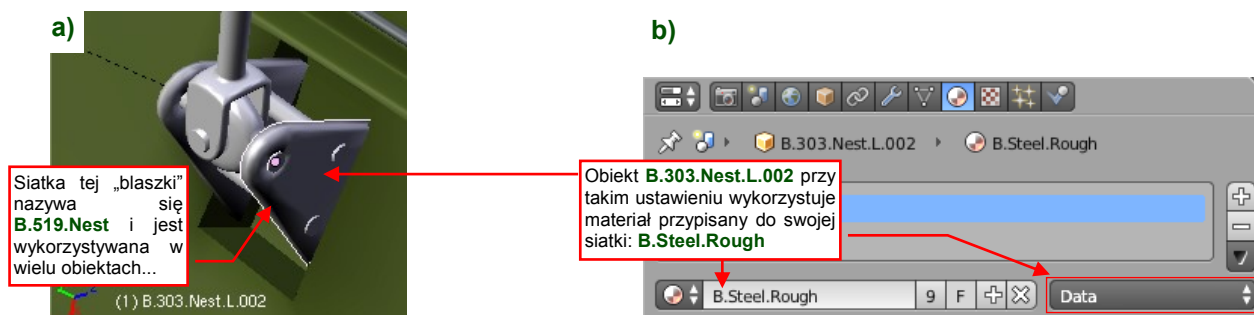 a)
Siatka tej „blaszki”
nazywa się
B.519.Nest i jest
wykorzystywana w
wielu obiektach...
(1) B.303.Nest.L.002
b)
B.303.Nest.L.002 B.Steel.Rough
Obiekt B.303.Nest.L.002 przy
takim ustawieniu wykorzystuje
materiał przypisany do swojej
siatki: B.Steel.Rough
B.Steel.Rough 9 F Data